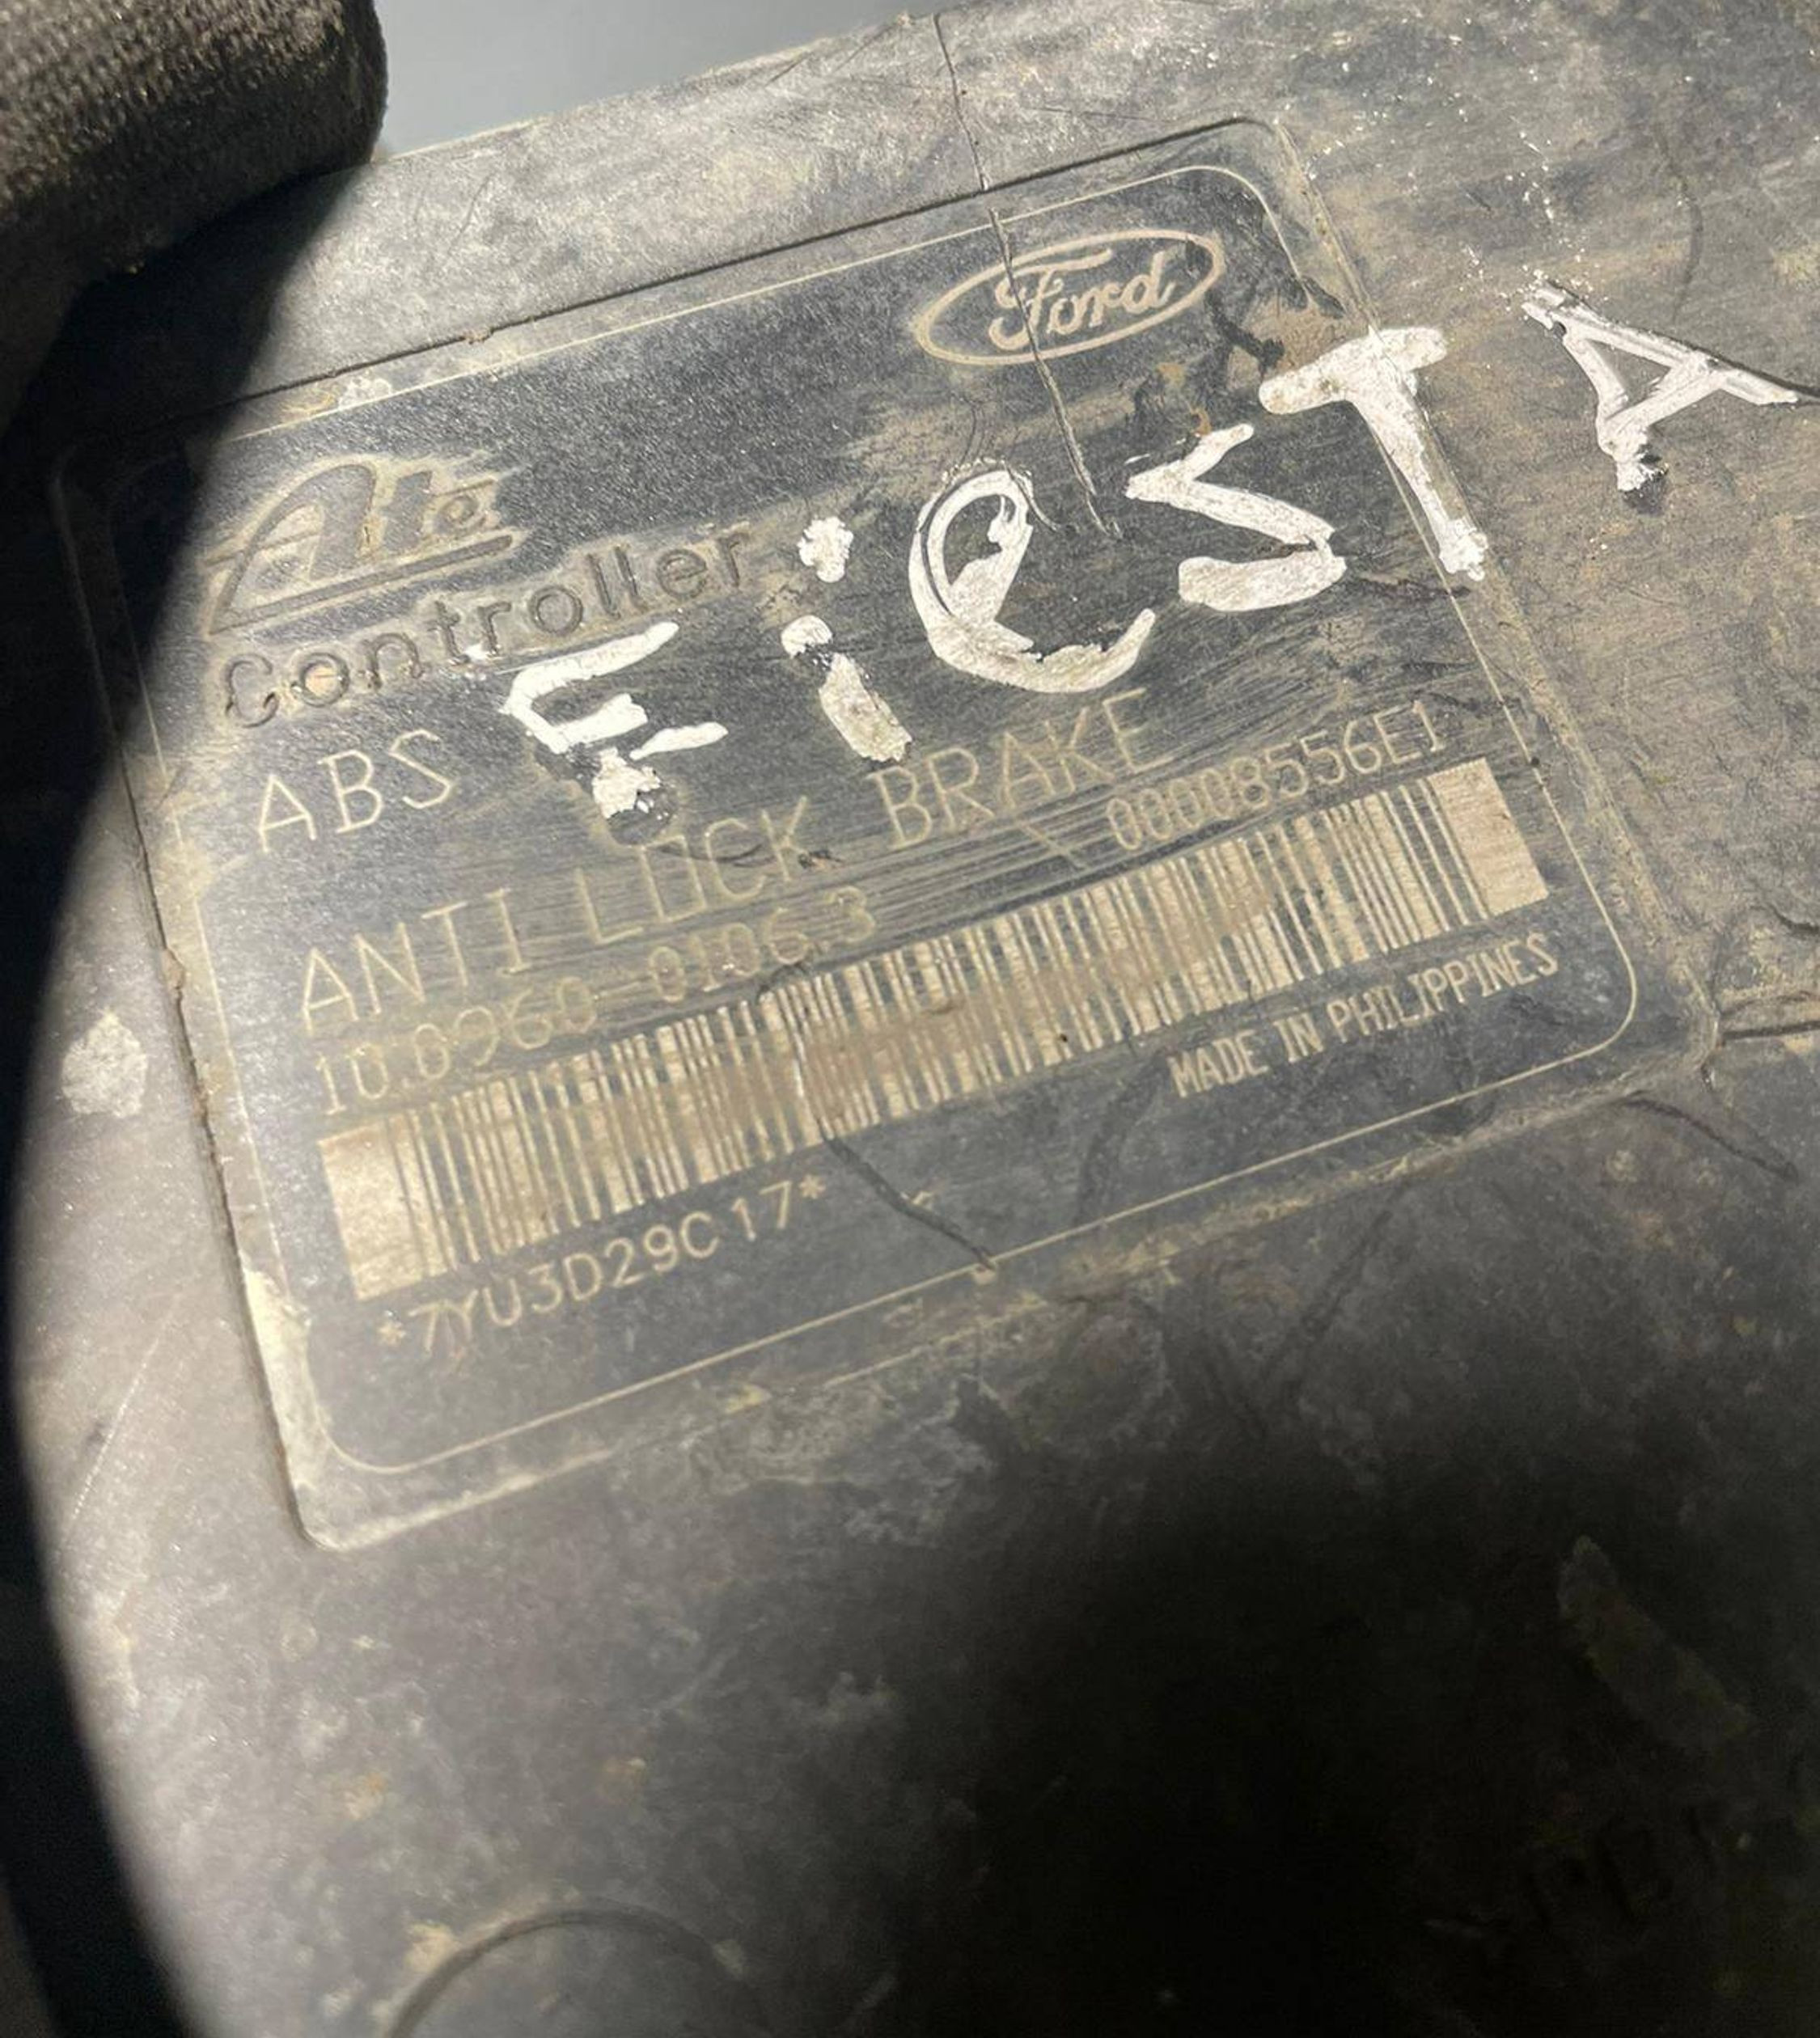 Ford
Ate
Controller
FiESTA
ABS
ANTI LOCK BRAKE
10.0960-0106.3 00008556E1
MADE IN PHILIPPINES
*7YU3D29C17*